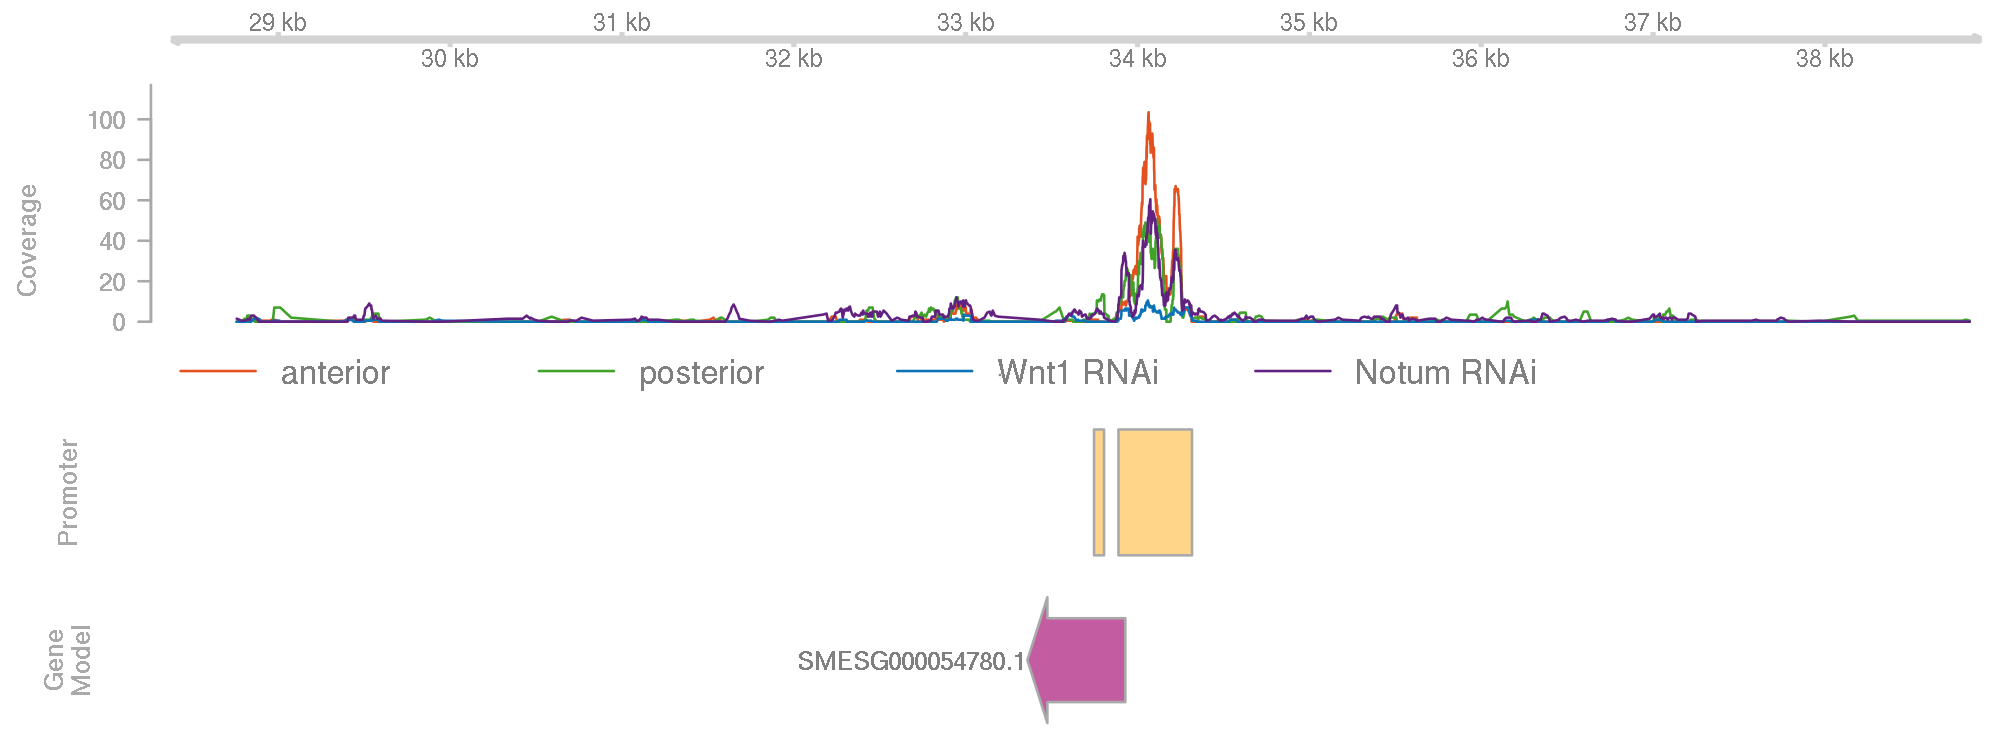 29 kb 31 kb 33 kb 35 kb 37 kb
30 kb 32 kb 34 kb 36 kb 38 kb
Coverage
100
80
60
40
20
0
anterior posterior Wnt1 RNAi Notum RNAi
Promoter
Gene
Model
SMESG000054780.1